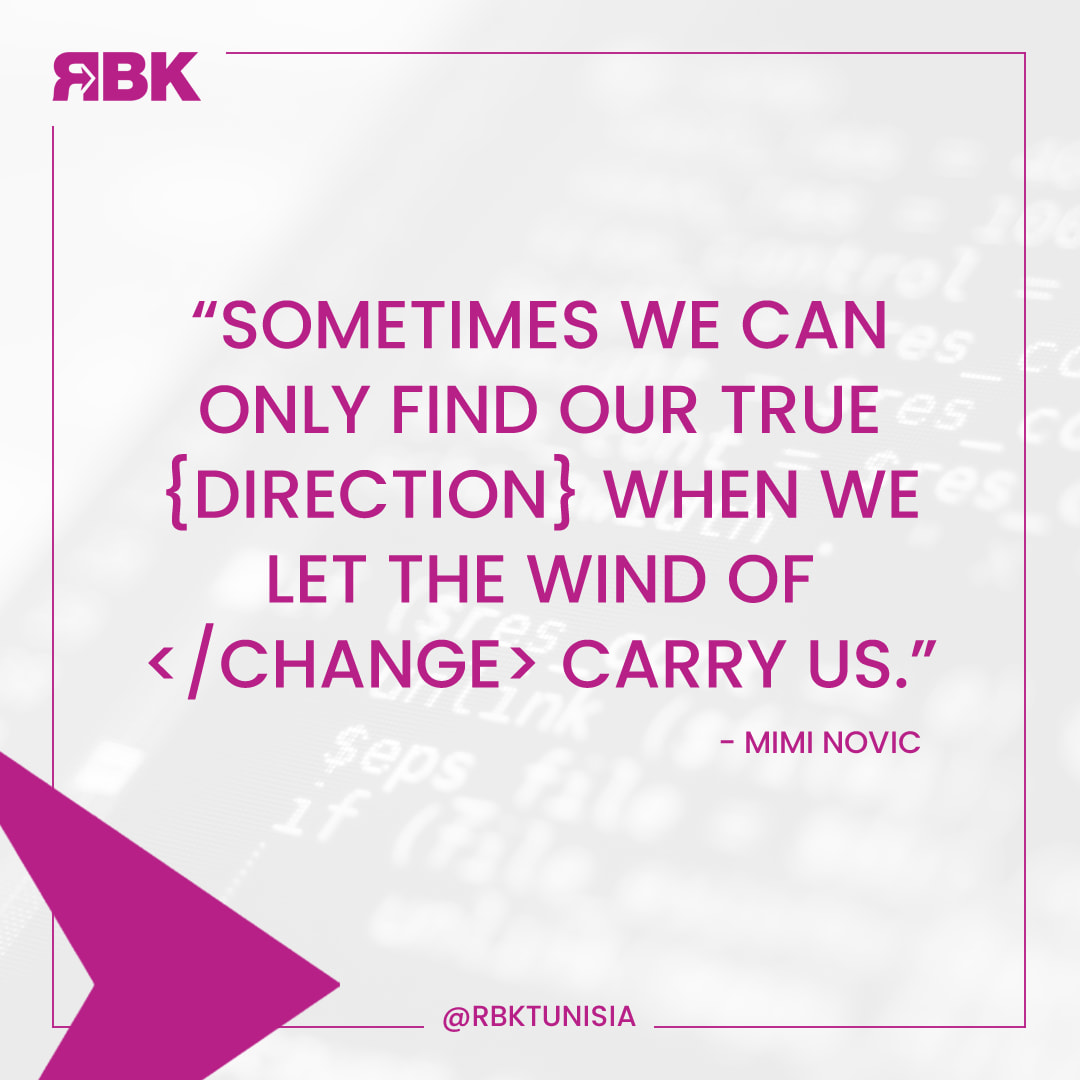 RBK
“SOMETIMES WE CAN
ONLY FIND OUR TRUE
{DIRECTION} WHEN WE
LET THE WIND OF
</CHANGE> CARRY US.”
- MIMI NOVIC
@RBKTUNISIA